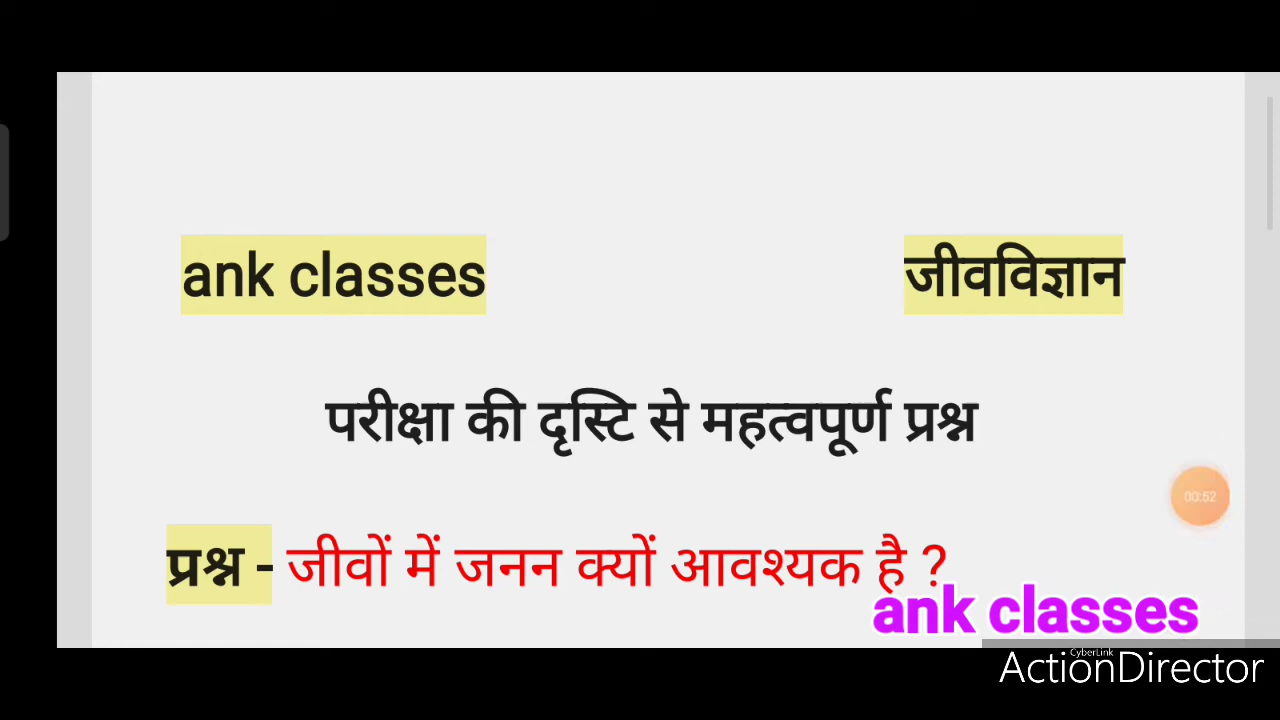 ank classes जीवविज्ञान
परीक्षा की दृस्टि से महत्वपूर्ण प्रश्न
00:52
प्रश्न - जीवों में जनन क्यों आवश्यक है ?
ank classes
CyberLink
ActionDirector